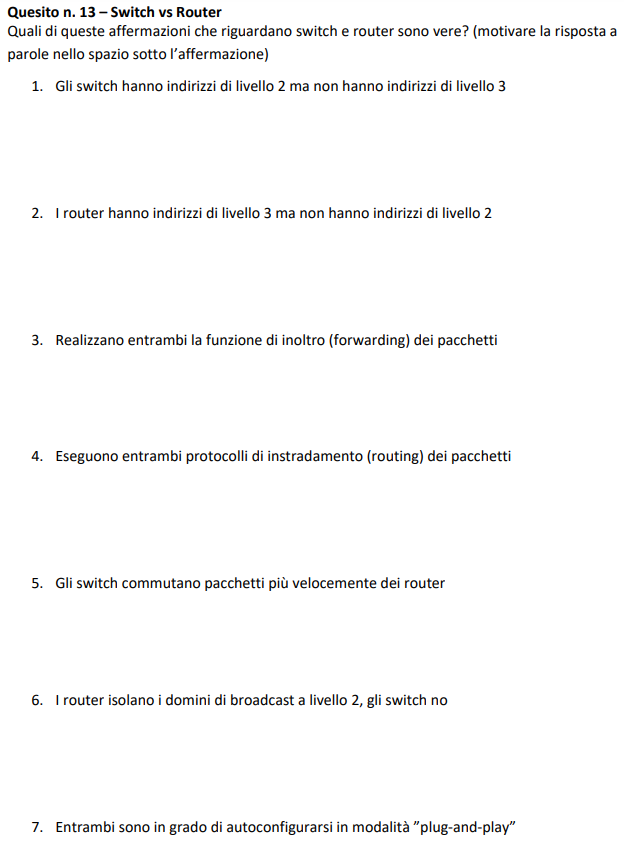 Quesito n. 13 – Switch vs Router
Quali di queste affermazioni che riguardano switch e router sono vere? (motivare la risposta a
parole nello spazio sotto l’affermazione)
1. Gli switch hanno indirizzi di livello 2 ma non hanno indirizzi di livello 3
2. I router hanno indirizzi di livello 3 ma non hanno indirizzi di livello 2
3. Realizzano entrambi la funzione di inoltro (forwarding) dei pacchetti
4. Eseguono entrambi protocolli di instradamento (routing) dei pacchetti
5. Gli switch commutano pacchetti più velocemente dei router
6. I router isolano i domini di broadcast a livello 2, gli switch no
7. Entrambi sono in grado di autoconfigurarsi in modalità ”plug-and-play”